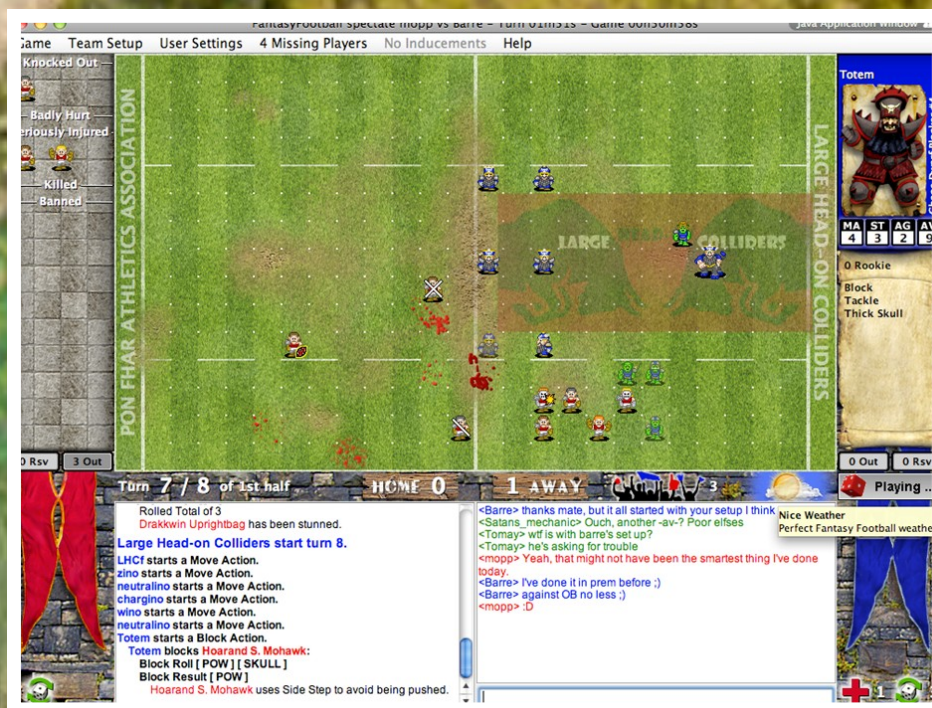 FantasyFootball spectate mopp vs Barre - Turn 01m51s - Game 00h50m58s
Java Application Window
Game Team Setup User Settings 4 Missing Players No Inducements Help
Knocked Out
Badly Hurt
eriously Injured
Killed
Banned
0 Rsv 3 Out
PON FHAR ATHLETICS ASSOCIATION
LARGE HEAD COLLIDERS
LARGE HEAD-ON COLLIDERS
Totem
MA ST AG AV
4 3 2 9
0 Rookie
Block
Tackle
Thick Skull
0 Out 0 Rsv
Turn 7 / 8 of 1st half HOME 0 1 AWAY 3
Playing ..
Nice Weather
Perfect Fantasy Football weathe
Rolled Total of 3
Drakkwin Uprightbag has been stunned.
Large Head-on Colliders start turn 8.
LHCf starts a Move Action.
zino starts a Move Action.
neutralino starts a Move Action.
chargino starts a Move Action.
wino starts a Move Action.
neutralino starts a Move Action.
Totem starts a Block Action.
Totem blocks Hoarand S. Mohawk:
Block Roll [ POW ] [ SKULL ]
Block Result [ POW ]
Hoarand S. Mohawk uses Side Step to avoid being pushed.
<Barre> thanks mate, but it all started with your setup I think
<Satans_mechanic> Ouch, another -av-? Poor elfses
<Tomay> wtf is with barre's set up?
<Tomay> he's asking for trouble
<mopp> Yeah, that might not have been the smartest thing I've done
today.
<Barre> I've done it in prem before ;)
<Barre> against OB no less ;)
<mopp> :D
1